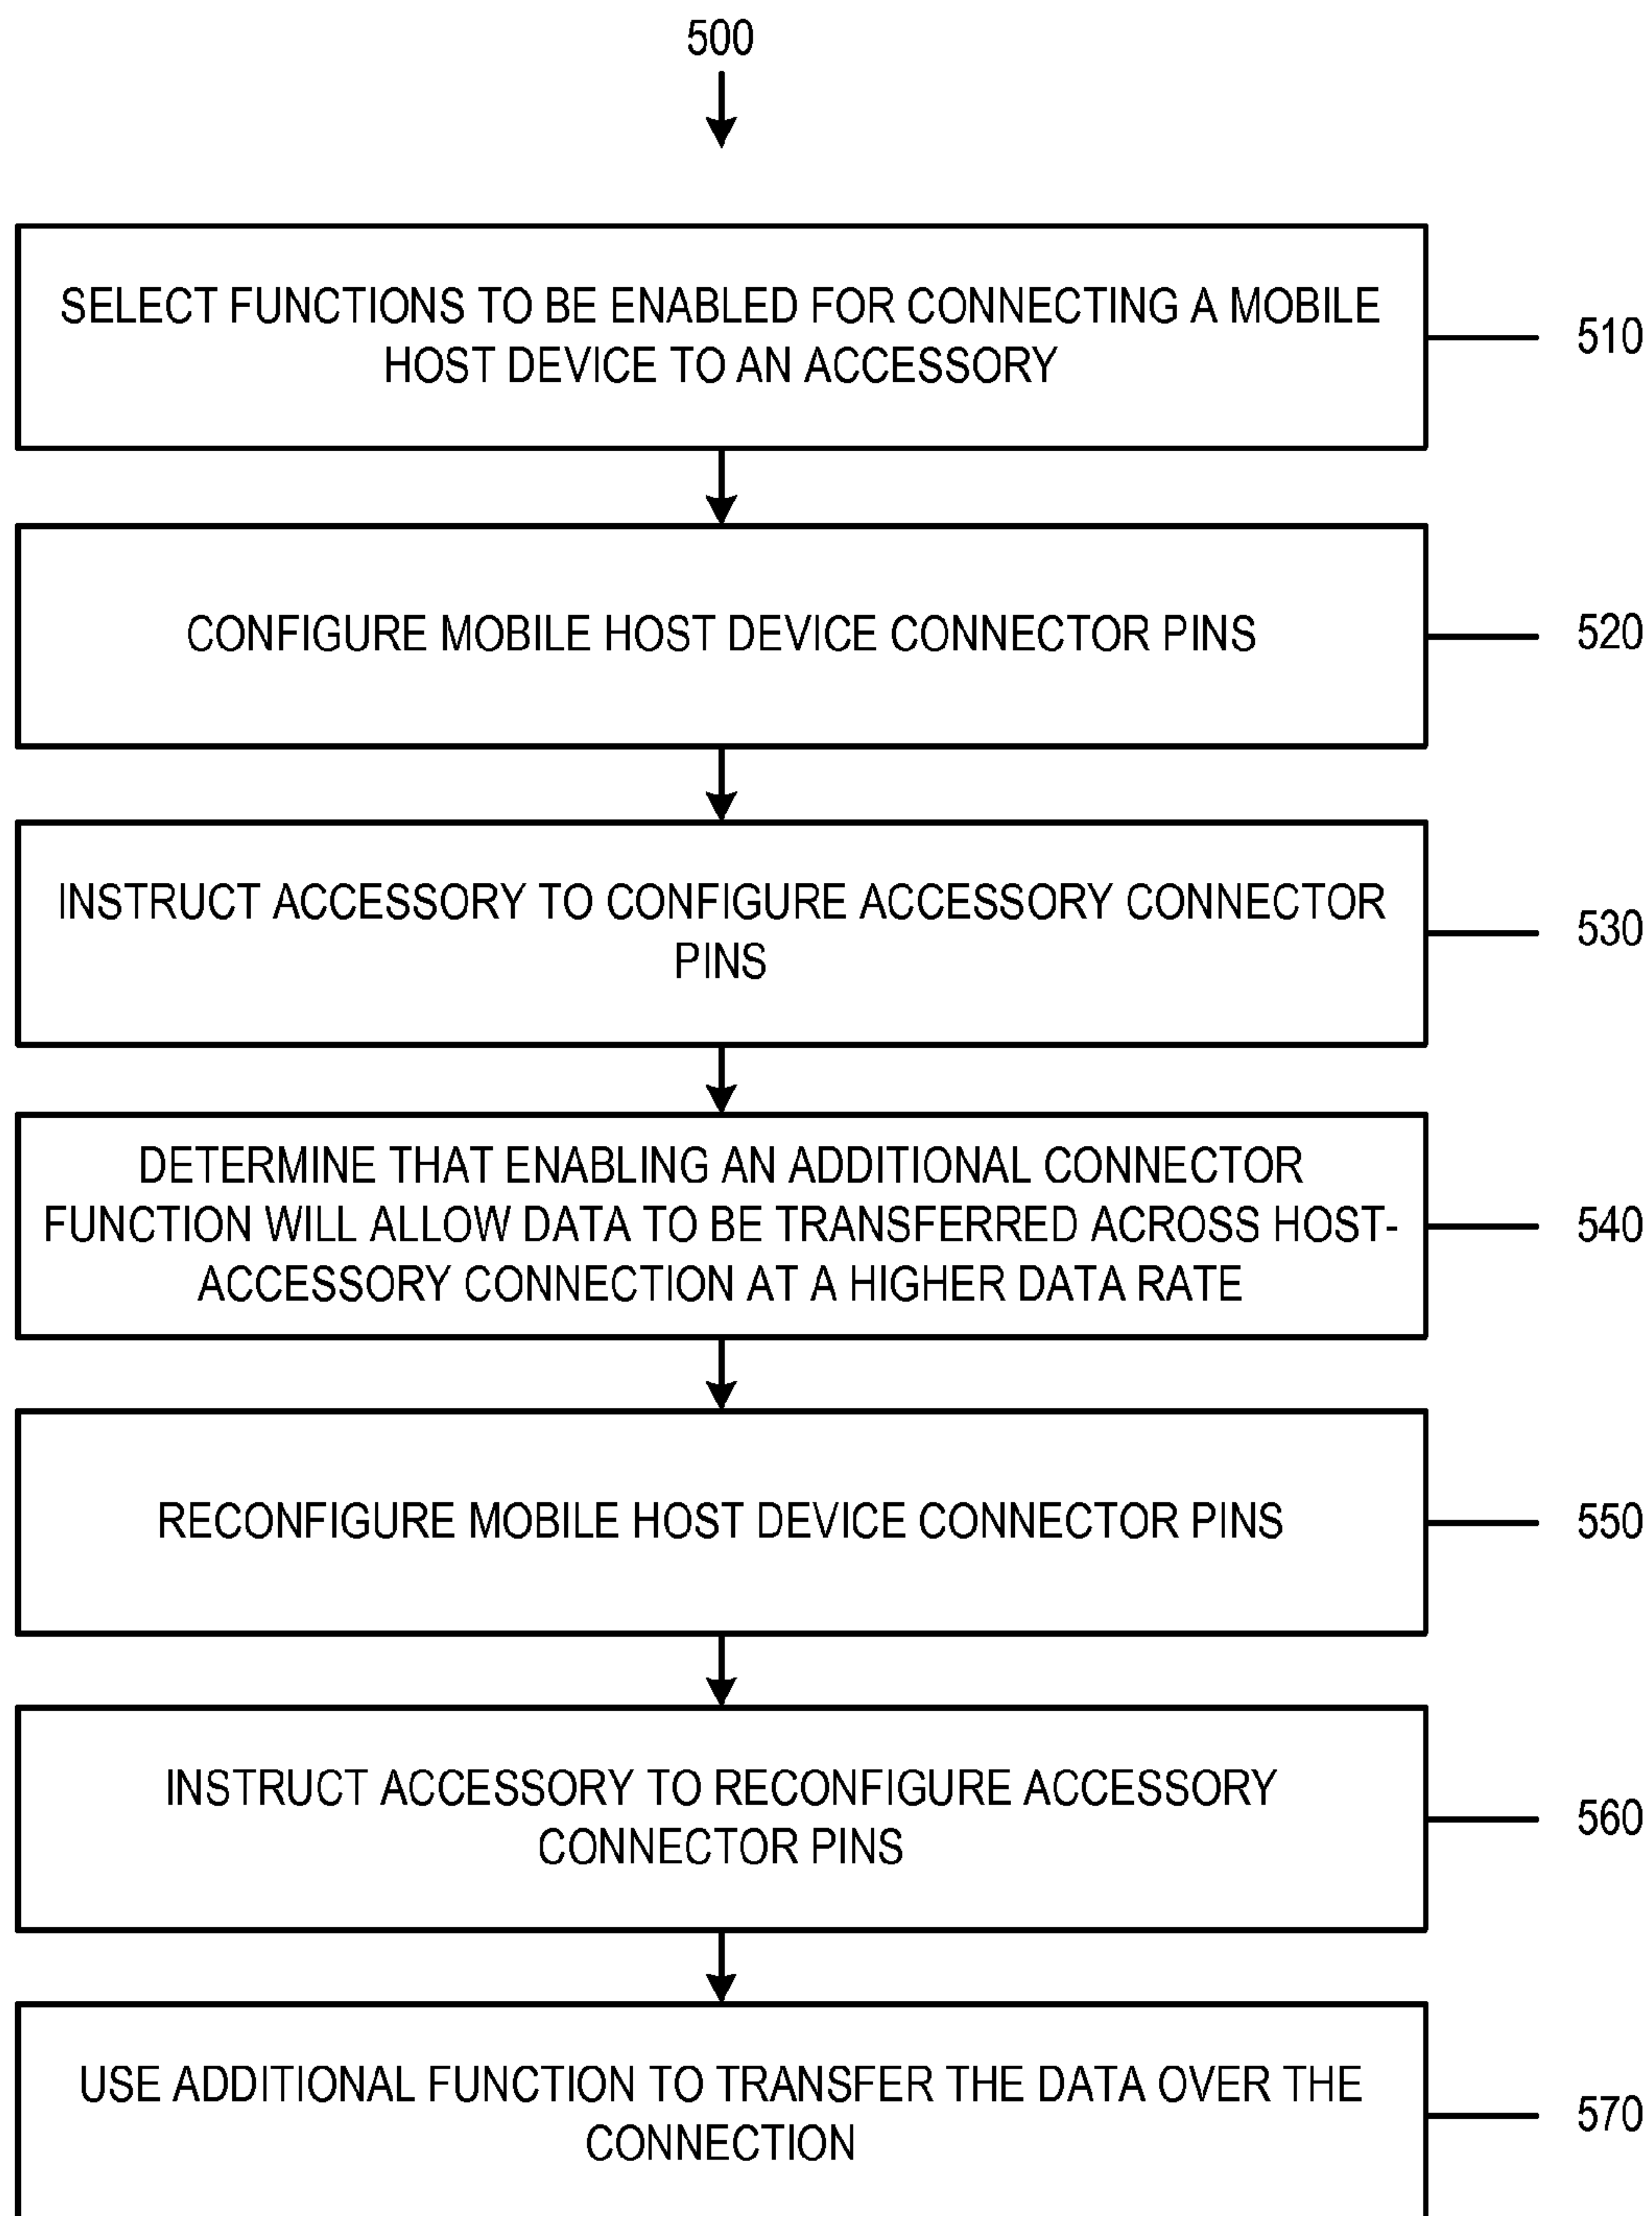 500
SELECT FUNCTIONS TO BE ENABLED FOR CONNECTING A MOBILE
HOST DEVICE TO AN ACCESSORY
510
CONFIGURE MOBILE HOST DEVICE CONNECTOR PINS
520
INSTRUCT ACCESSORY TO CONFIGURE ACCESSORY CONNECTOR
PINS
530
DETERMINE THAT ENABLING AN ADDITIONAL CONNECTOR
FUNCTION WILL ALLOW DATA TO BE TRANSFERRED ACROSS HOST-
ACCESSORY CONNECTION AT A HIGHER DATA RATE
540
RECONFIGURE MOBILE HOST DEVICE CONNECTOR PINS
550
INSTRUCT ACCESSORY TO RECONFIGURE ACCESSORY
CONNECTOR PINS
560
USE ADDITIONAL FUNCTION TO TRANSFER THE DATA OVER THE
CONNECTION
570